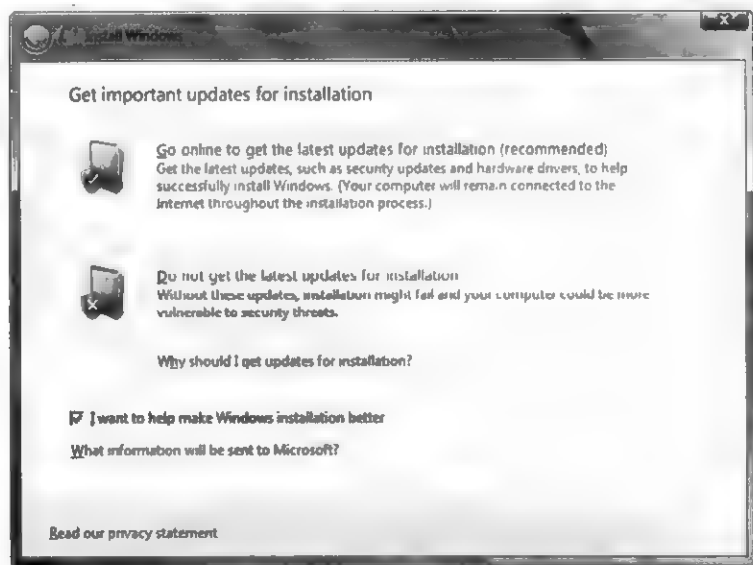 Install Windows
Get important updates for installation
Go online to get the latest updates for installation (recommended)
Get the latest updates, such as security updates and hardware drivers, to help
successfully install Windows. (Your computer will remain connected to the
Internet throughout the installation process.)
Do not get the latest updates for installation
Without these updates, installation might fail and your computer could be more
vulnerable to security threats.
Why should I get updates for installation?
I want to help make Windows installation better
What information will be sent to Microsoft?
Read our privacy statement